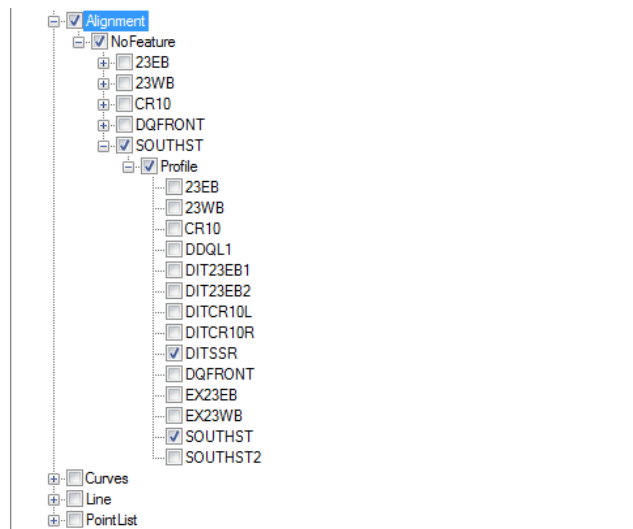 Alignment
NoFeature
23EB
23WB
CR10
DQFRONT
SOUTHST
Profile
23EB
23WB
CR10
DDQL1
DIT23EB1
DIT23EB2
DITCR10L
DITCR10R
DITSSR
DQFRONT
EX23EB
EX23WB
SOUTHST
SOUTHST2
Curves
Line
PointList